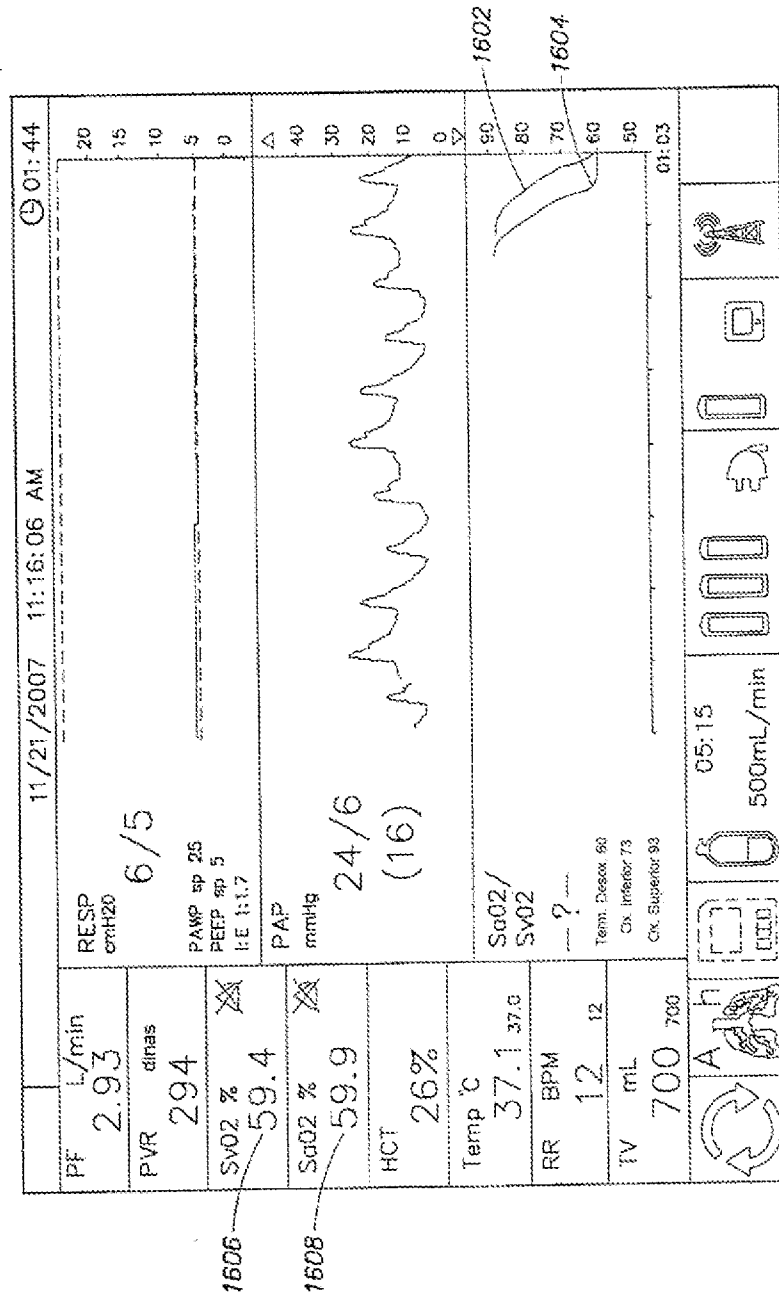 11/21/2007 11:16:06 AM
01:44
PF L/min
2.93
PVR dinas
294
SvO2 %
59.4
1606
SaO2 %
59.9
1608
HCT
26%
Temp °C
37.1 37.0
RR BPM
12 12
TV mL
700 700
RESP
cmH2O
6/5
PAWP sp 25
PEEP sp 5
I:E 1:1.7
20
15
10
5
0
PAP
mmHg
24/6
(16)
40
30
20
10
0
SaO2/
SvO2
--?--
Term. Desox 60
Ox. Inferior 73
Ox. Superior 93
90
80
70
60
50
01:03
1602
1604
A h
05:15
500mL/min